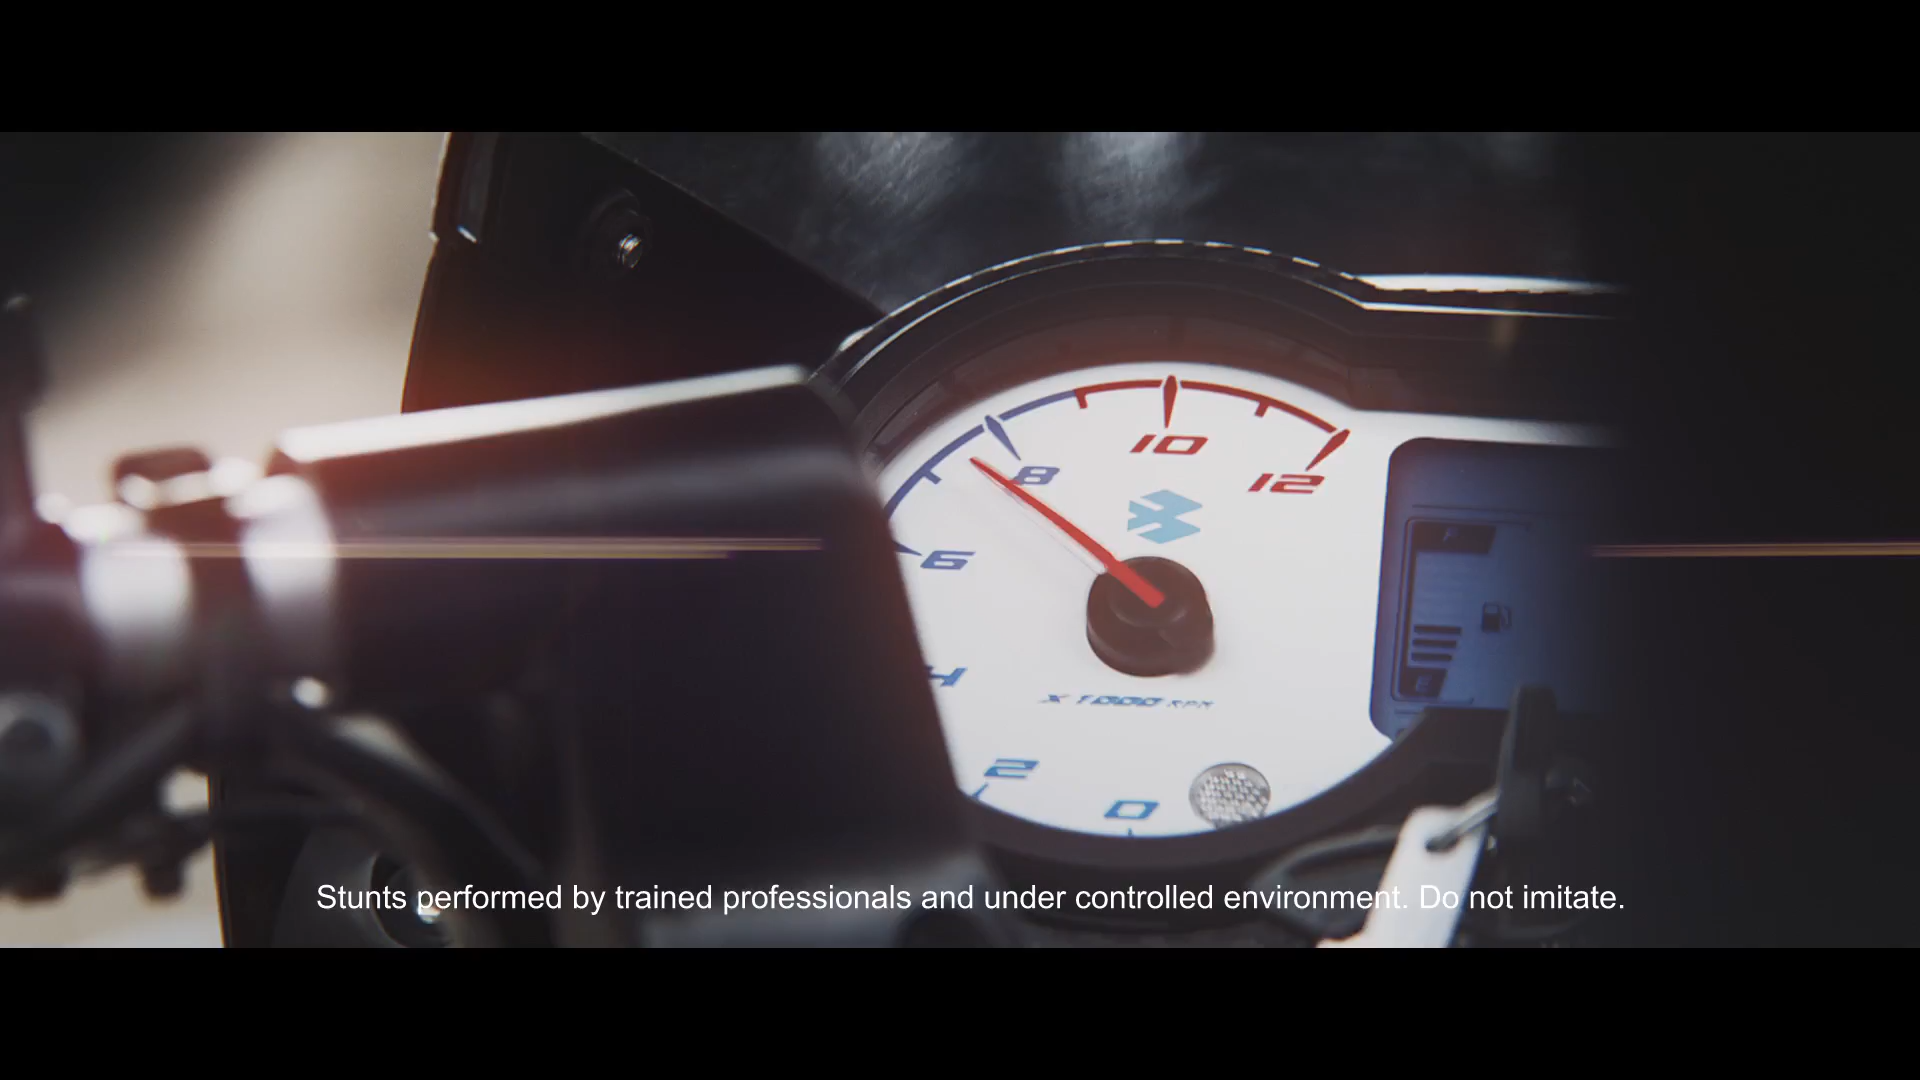 10
8
12
6
F
4
E
X 1000 RPM
2
0
Stunts performed by trained professionals and under controlled environment. Do not imitate.